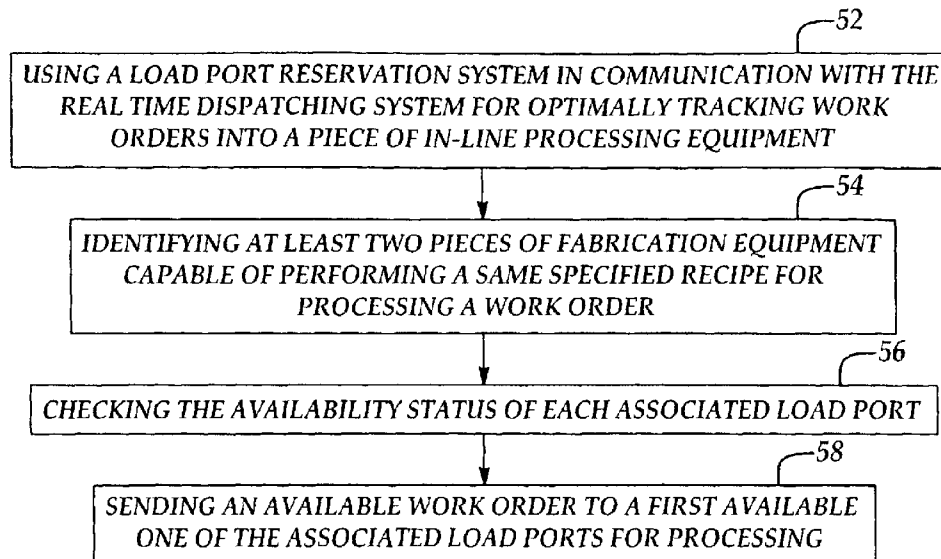 52
USING A LOAD PORT RESERVATION SYSTEM IN COMMUNICATION WITH THE
REAL TIME DISPATCHING SYSTEM FOR OPTIMALLY TRACKING WORK
ORDERS INTO A PIECE OF IN-LINE PROCESSING EQUIPMENT
54
IDENTIFYING AT LEAST TWO PIECES OF FABRICATION EQUIPMENT
CAPABLE OF PERFORMING A SAME SPECIFIED RECIPE FOR
PROCESSING A WORK ORDER
56
CHECKING THE AVAILABILITY STATUS OF EACH ASSOCIATED LOAD PORT
58
SENDING AN AVAILABLE WORK ORDER TO A FIRST AVAILABLE
ONE OF THE ASSOCIATED LOAD PORTS FOR PROCESSING